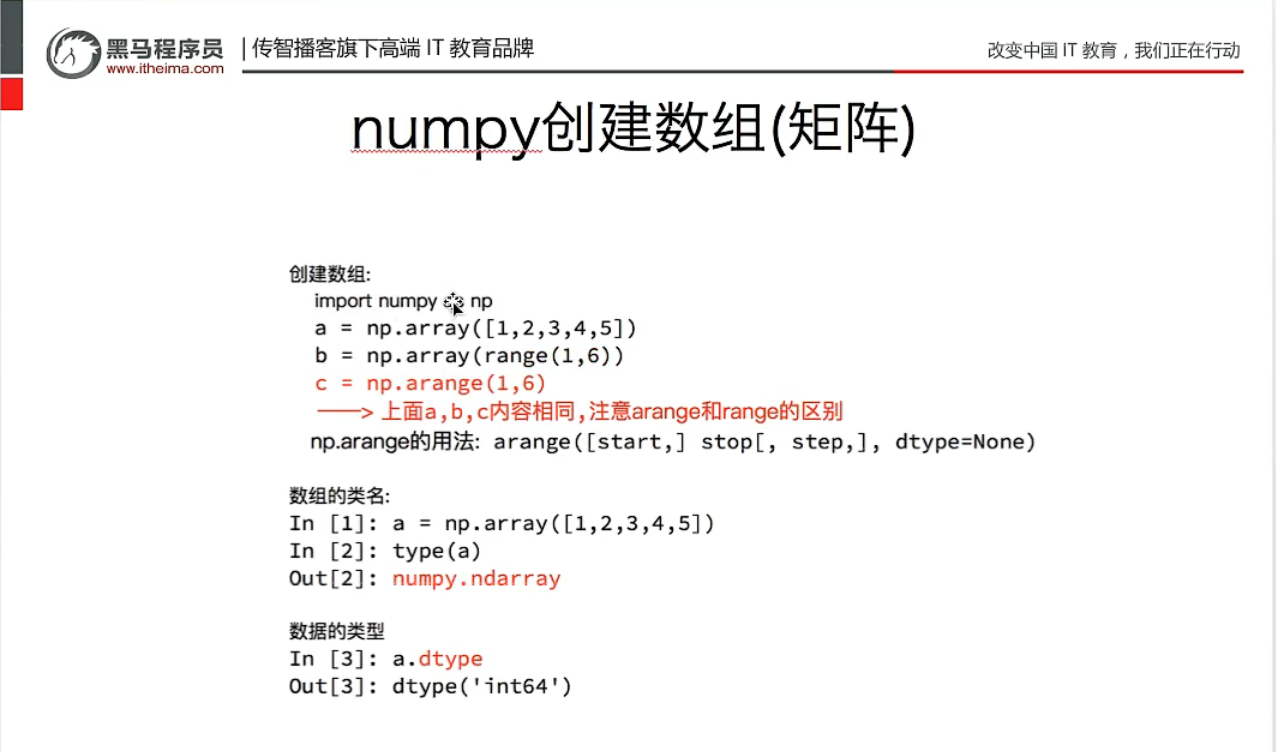 黑马程序员
www.itheima.com
|传智播客旗下高端 IT 教育品牌
改变中国 IT 教育，我们正在行动
numpy创建数组(矩阵)
创建数组:
import numpy as np
a = np.array([1,2,3,4,5])
b = np.array(range(1,6))
c = np.arange(1,6)
———> 上面a,b,c内容相同,注意arange和range的区别
np.arange的用法: arange([start,] stop[, step,], dtype=None)
数组的类名:
In [1]: a = np.array([1,2,3,4,5])
In [2]: type(a)
Out[2]: numpy.ndarray
数据的类型
In [3]: a.dtype
Out[3]: dtype('int64')